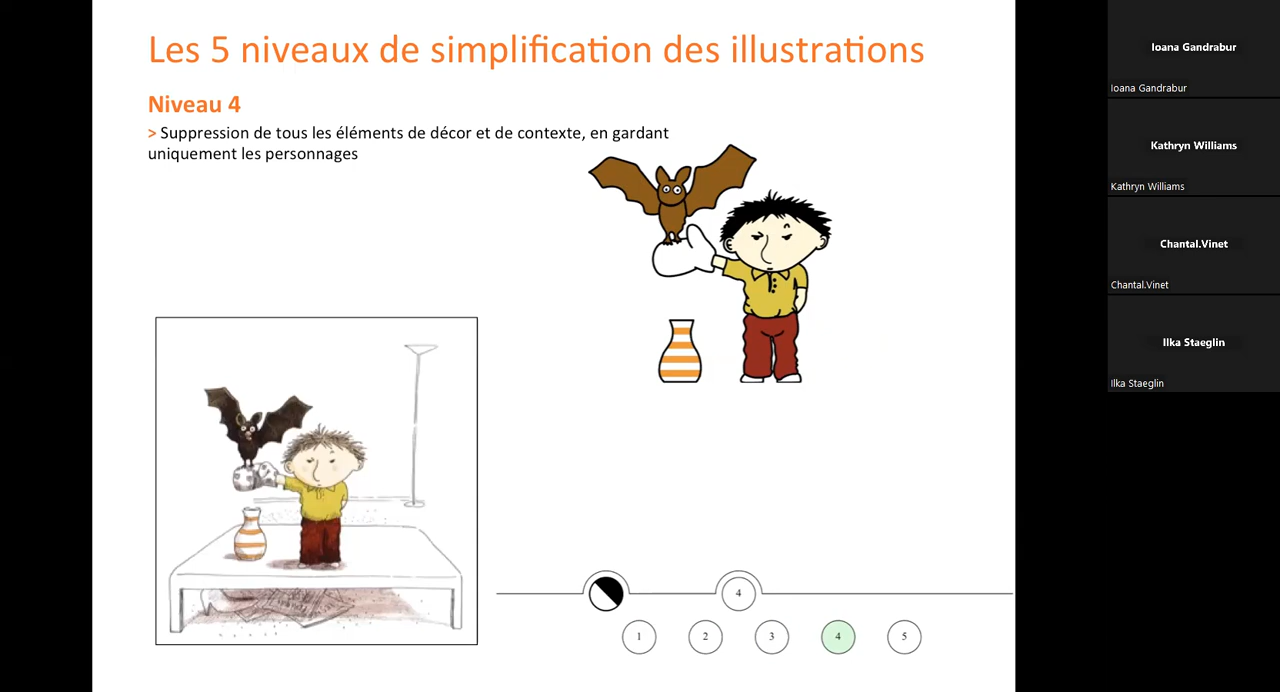 Les 5 niveaux de simplification des illustrations
Niveau 4
> Suppression de tous les éléments de décor et de contexte, en gardant
uniquement les personnages
4
1 2 3 4 5
Ioana Gandrabur
Ioana Gandrabur
Kathryn Williams
Kathryn Williams
Chantal.Vinet
Chantal.Vinet
Ilka Staeglin
Ilka Staeglin